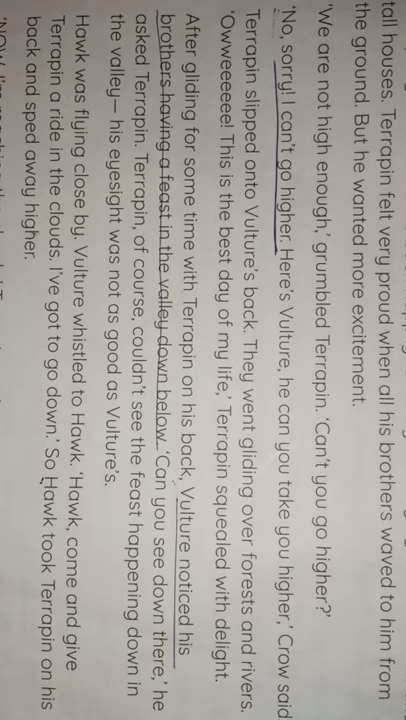 tall houses. Terrapin felt very proud when all his brothers waved to him from
the ground. But he wanted more excitement.
'We are not high enough,' grumbled Terrapin. 'Can't you go higher?'
'No, sorry! I can't go higher. Here's Vulture, he can you take you higher,' Crow said
Terrapin slipped onto Vulture's back. They went gliding over forests and rivers.
'Owweeeeee! This is the best day of my life,' Terrapin squealed with delight.
After gliding for some time with Terrapin on his back, Vulture noticed his
brothers having a feast in the valley down below. 'Can you see down there,' he
asked Terrapin. Terrapin, of course, couldn't see the feast happening down in
the valley– his eyesight was not as good as Vulture's.
Hawk was flying close by. Vulture whistled to Hawk. 'Hawk, come and give
Terrapin a ride in the clouds. I've got to go down.' So Hawk took Terrapin on his
back and sped away higher.